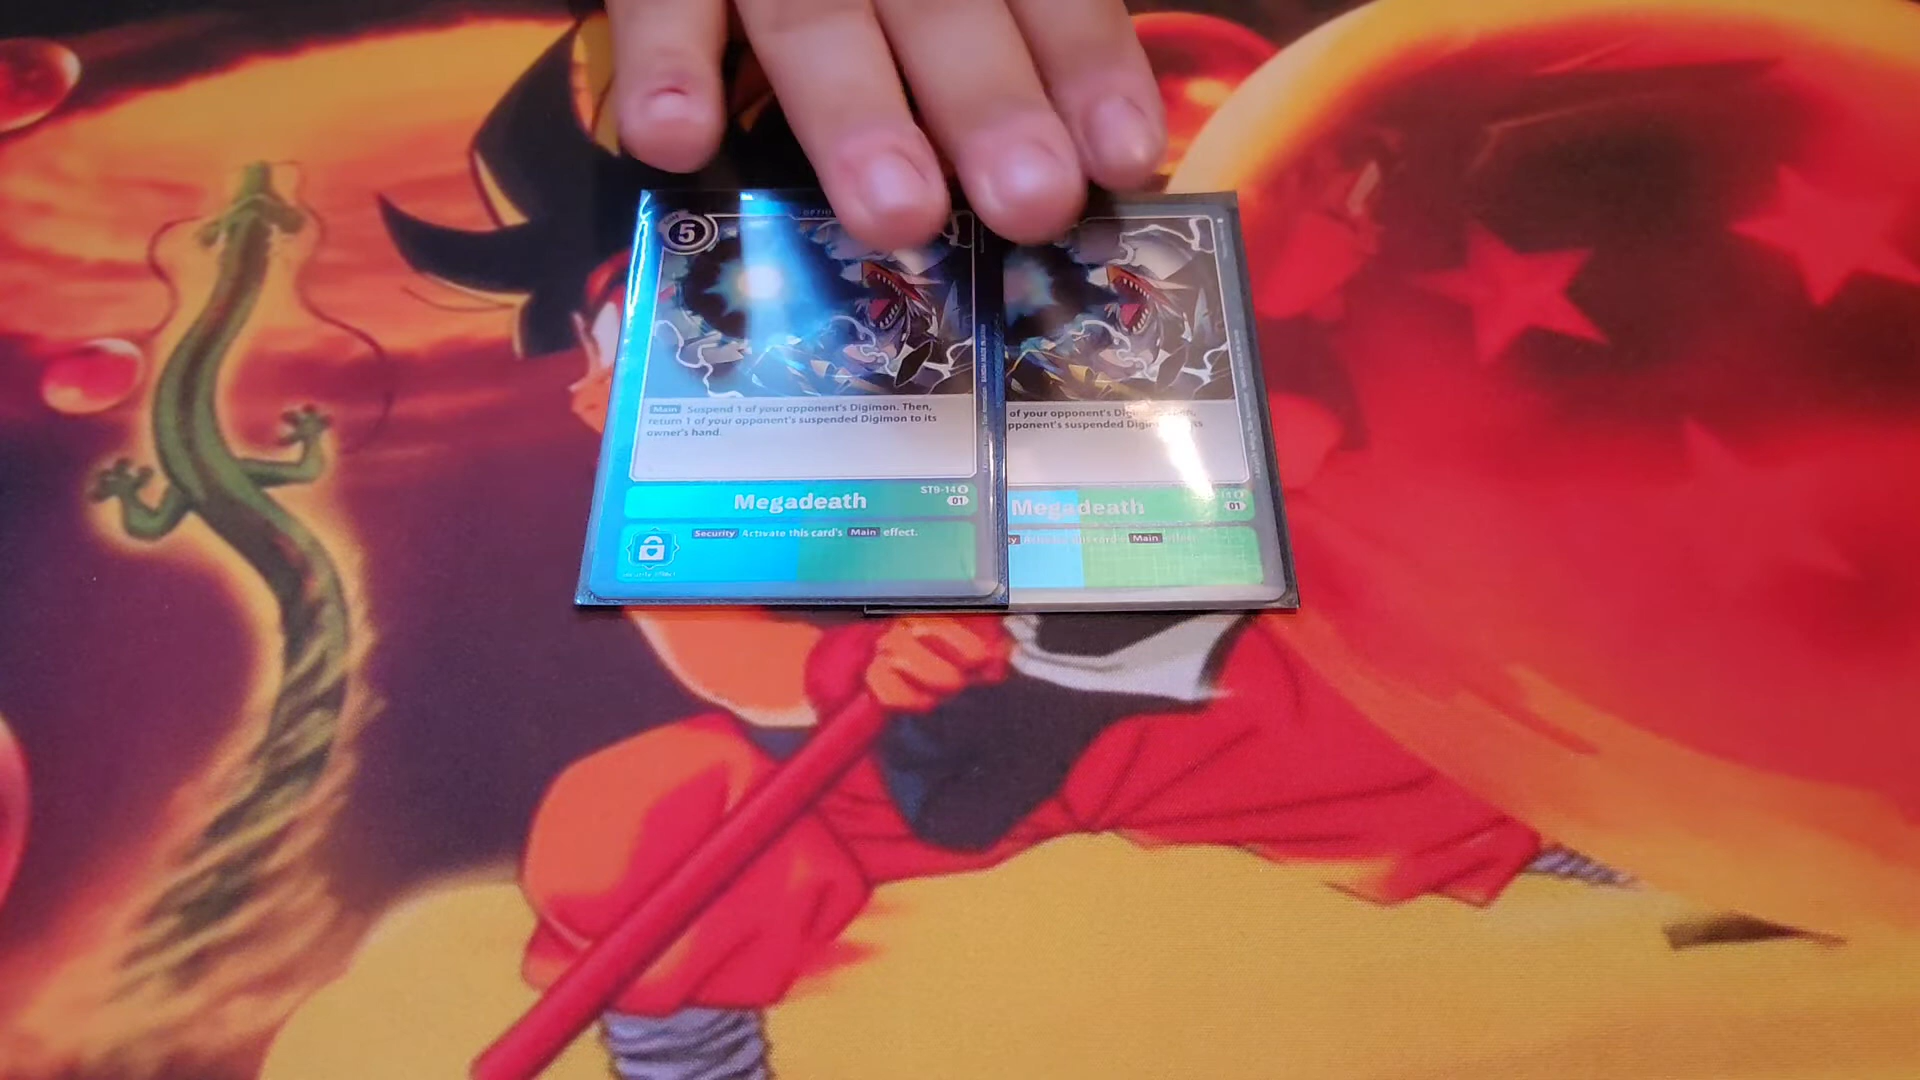 5
Main Suspend 1 of your opponent's Digimon. Then,
return 1 of your opponent's suspended Digimon to its
owner's hand.
ST9-14 R
01
Megadeath
Security Activate this card's Main effect.
of your opponent's
pponent's suspended
01
Megadeath
Main